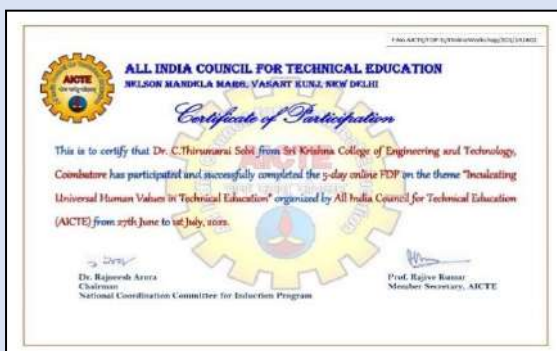 ALL INDIA COUNCIL FOR TECHNICAL EDUCATION
NELSON MANDELA MARG, VASANT KUNJ, NEW DELHI
AICTE
Certificate of Participation
This is to certify that Dr. C.Thirumarai Selvi from Sri Krishna College of Engineering and Technology,
Coimbatore has participated and successfully completed the 5-day online FDP on the theme "Inculcating
Universal Human Values in Technical Education" organized by All India Council for Technical Education
(AICTE) from 27th June to 1st July, 2022.
Dr. Rajneesh Arora
Chairman
National Coordination Committee for Induction Program
Prof. Rajive Kumar
Member Secretary, AICTE